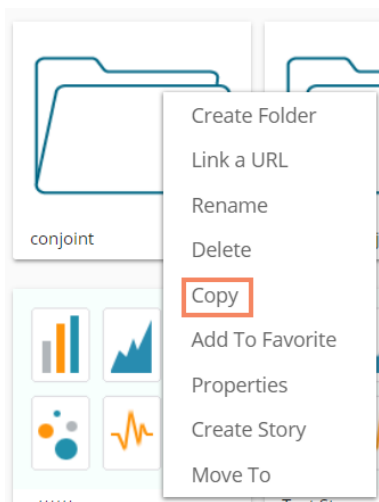 Create Folder
Link a URL
Rename
conjoint
Delete
Copy
Add To Favorite
Properties
Create Story
Move To